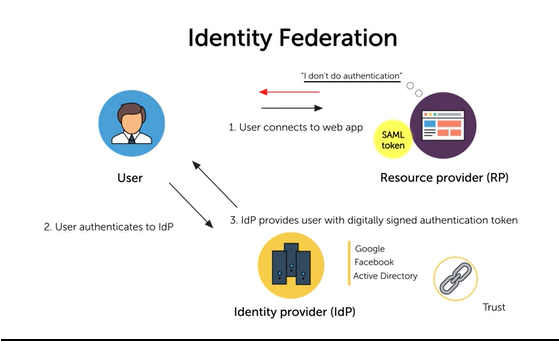 Identity Federation
"I don't do authentication"
1. User connects to web app
SAML
token
User
Resource provider (RP)
2. User authenticates to IdP
3. IdP provides user with digitally signed authentication token
Google
Facebook
Active Directory
Identity provider (IdP)
Trust